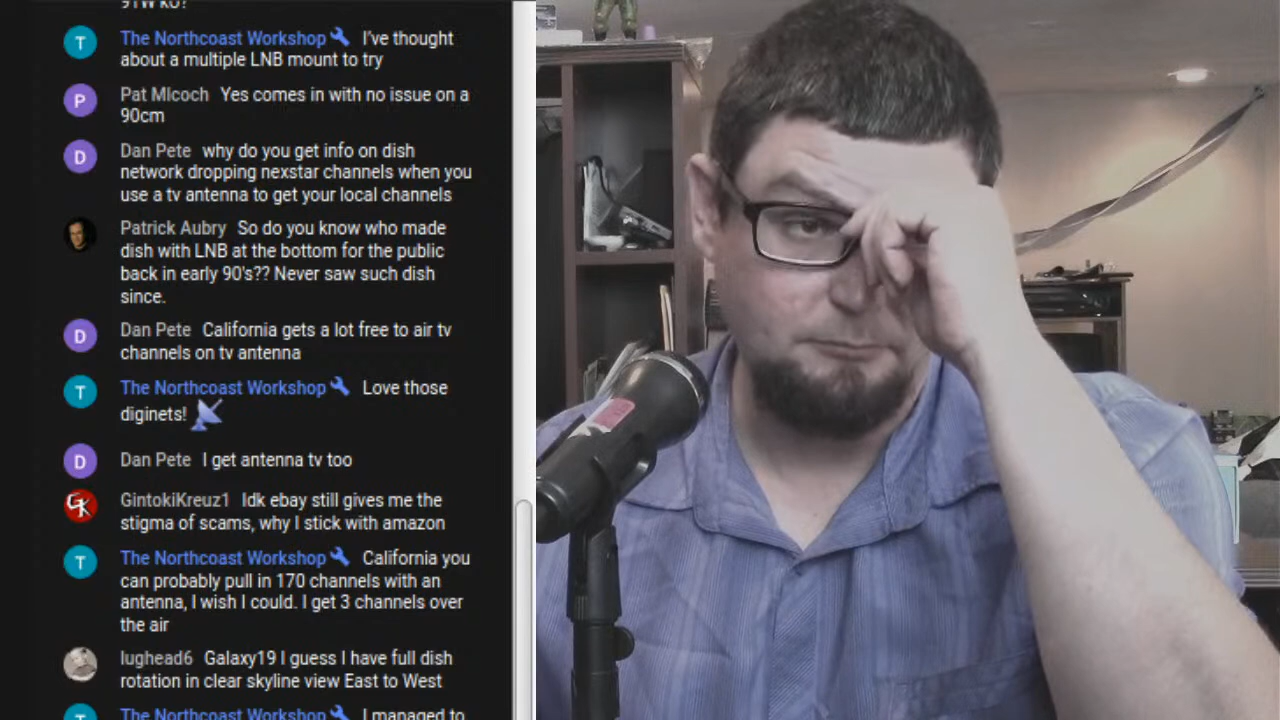 91W KU?
T The Northcoast Workshop I've thought
about a multiple LNB mount to try
P Pat Mlcoch Yes comes in with no issue on a
90cm
D Dan Pete why do you get info on dish
network dropping nexstar channels when you
use a tv antenna to get your local channels
Patrick Aubry So do you know who made
dish with LNB at the bottom for the public
back in early 90's?? Never saw such dish
since.
D Dan Pete California gets a lot free to air tv
channels on tv antenna
T The Northcoast Workshop Love those
diginets!
D Dan Pete I get antenna tv too
GK GintokiKreuz1 Idk ebay still gives me the
stigma of scams, why I stick with amazon
T The Northcoast Workshop California you
can probably pull in 170 channels with an
antenna, I wish I could. I get 3 channels over
the air
lughead6 Galaxy19 I guess I have full dish
rotation in clear skyline view East to West
T The Northcoast Workshop I managed to